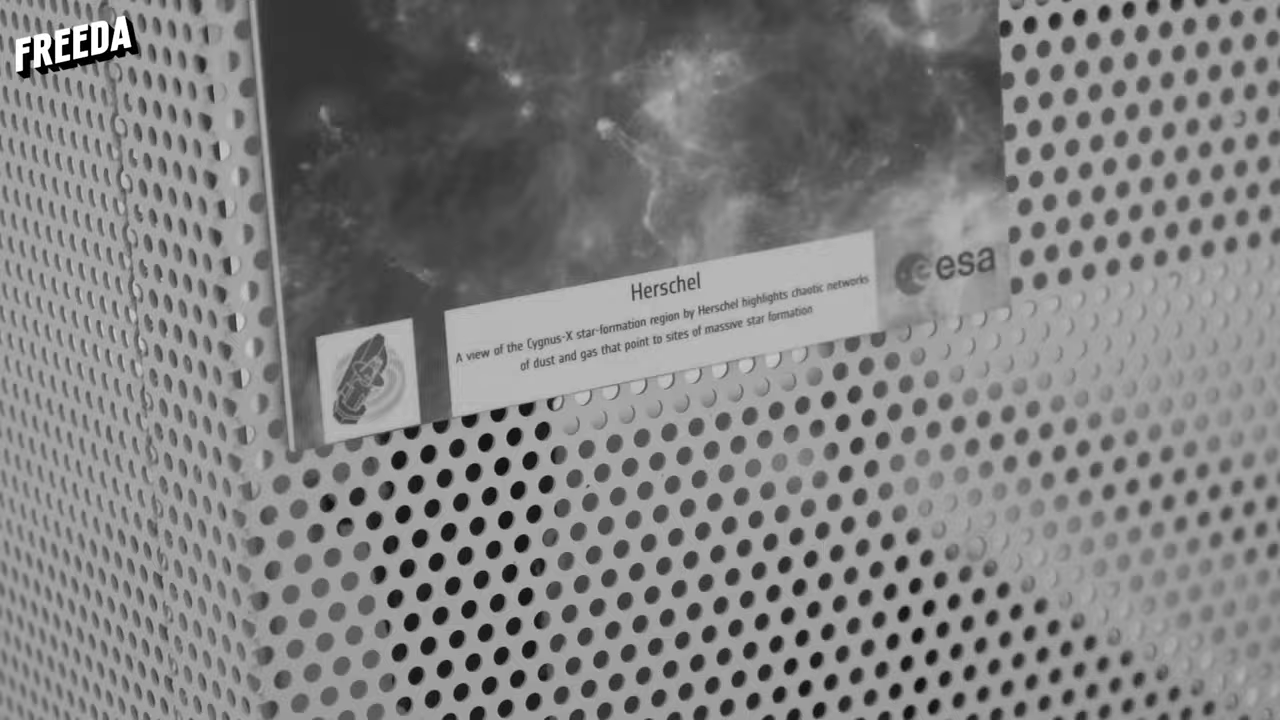 FREEDA
Herschel
A view of the Cygnus-X star-formation region by Herschel highlights chaotic networks
of dust and gas that point to sites of massive star formation
esa